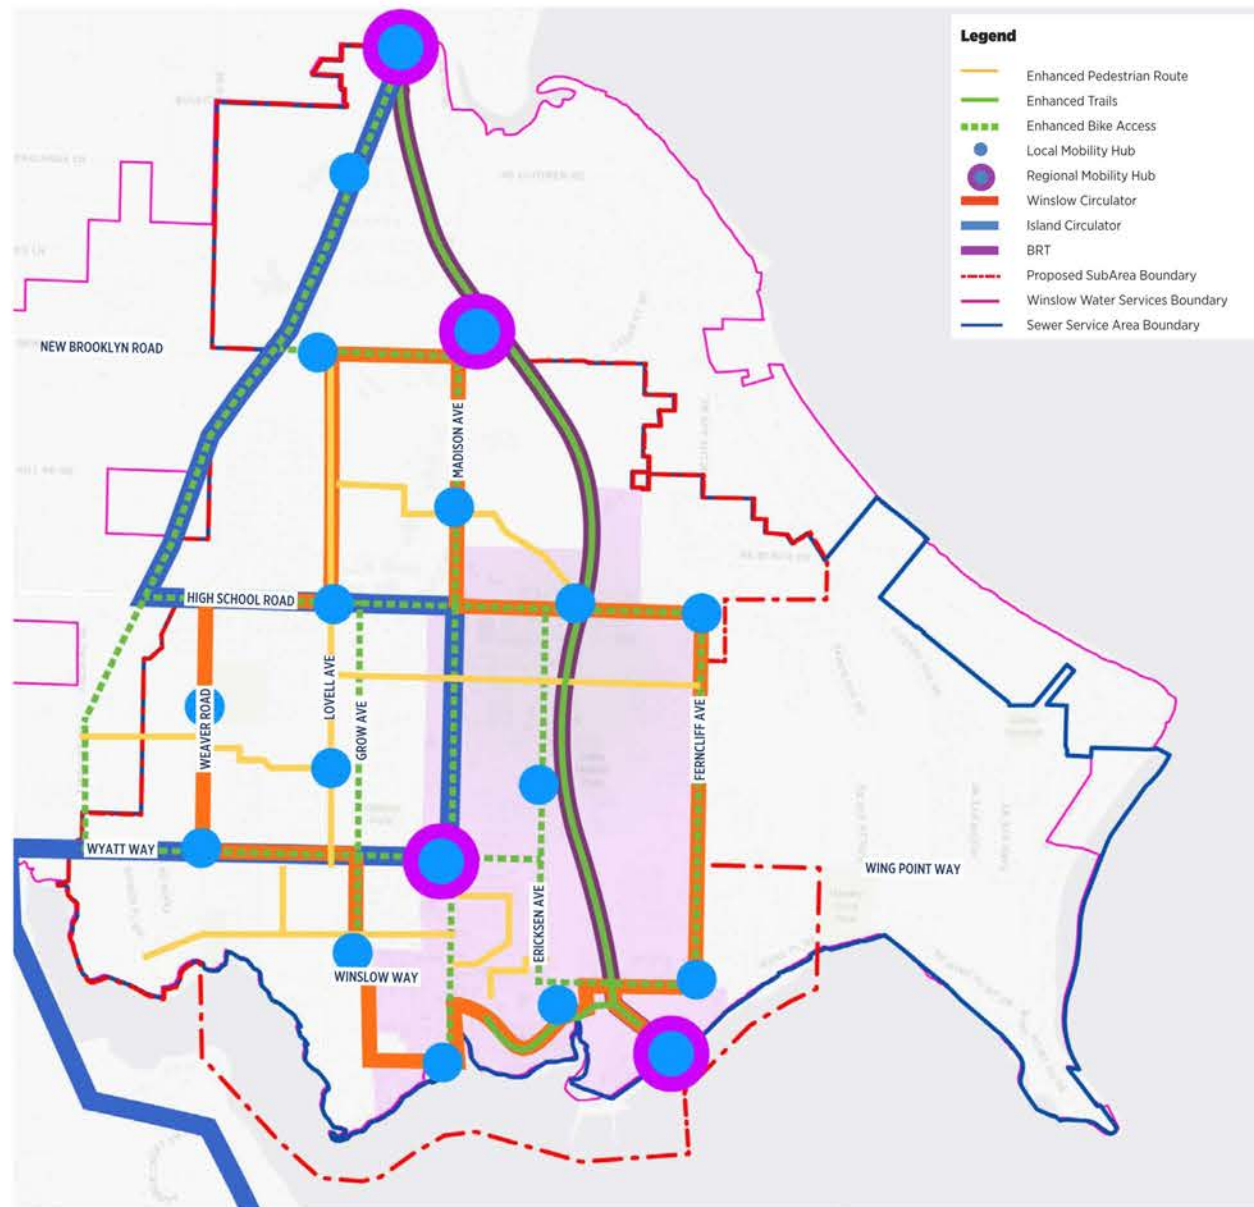 Legend
Enhanced Pedestrian Route
Enhanced Trails
Enhanced Bike Access
Local Mobility Hub
Regional Mobility Hub
Winslow Circulator
Island Circulator
BRT
Proposed SubArea Boundary
Winslow Water Services Boundary
Sewer Service Area Boundary
NEW BROOKLYN ROAD
MADISON AVE
HIGH SCHOOL ROAD
LOVELL AVE
GROW AVE
WEAVER ROAD
FERNCLIFF AVE
WYATT WAY
WING POINT WAY
ERICKSEN AVE
WINSLOW WAY